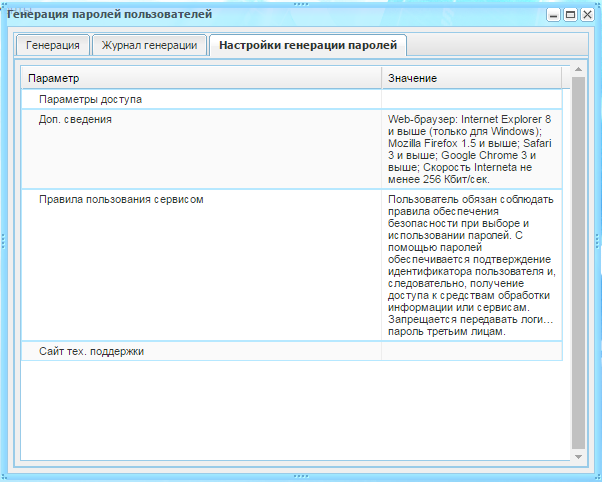 Генерация паролей пользователей
Генерация
Журнал генерации
Настройки генерации паролей
Параметр
Значение
Параметры доступа
Доп. сведения
Web-браузер: Internet Explorer 8
и выше (только для Windows);
Mozilla Firefox 1.5 и выше; Safari
3 и выше; Google Chrome 3 и
выше; Скорость Interneta не
менее 256 Кбит/сек.
Правила пользования сервисом
Пользователь обязан соблюдать
правила обеспечения
безопасности при выборе и
использовании паролей. С
помощью паролей
обеспечивается подтверждение
идентификатора пользователя и,
следовательно, получение
доступа к средствам обработки
информации или сервисам.
Запрещается передавать логи...
пароль третьим лицам.
Сайт тех. поддержки